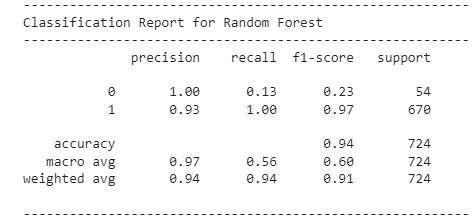 --------------------------------------------------------------
Classification Report for Random Forest
--------------------------------------------------------------
precision recall f1-score support
0 1.00 0.13 0.23 54
1 0.93 1.00 0.97 670
accuracy 0.94 724
macro avg 0.97 0.56 0.60 724
weighted avg 0.94 0.94 0.91 724
--------------------------------------------------------------